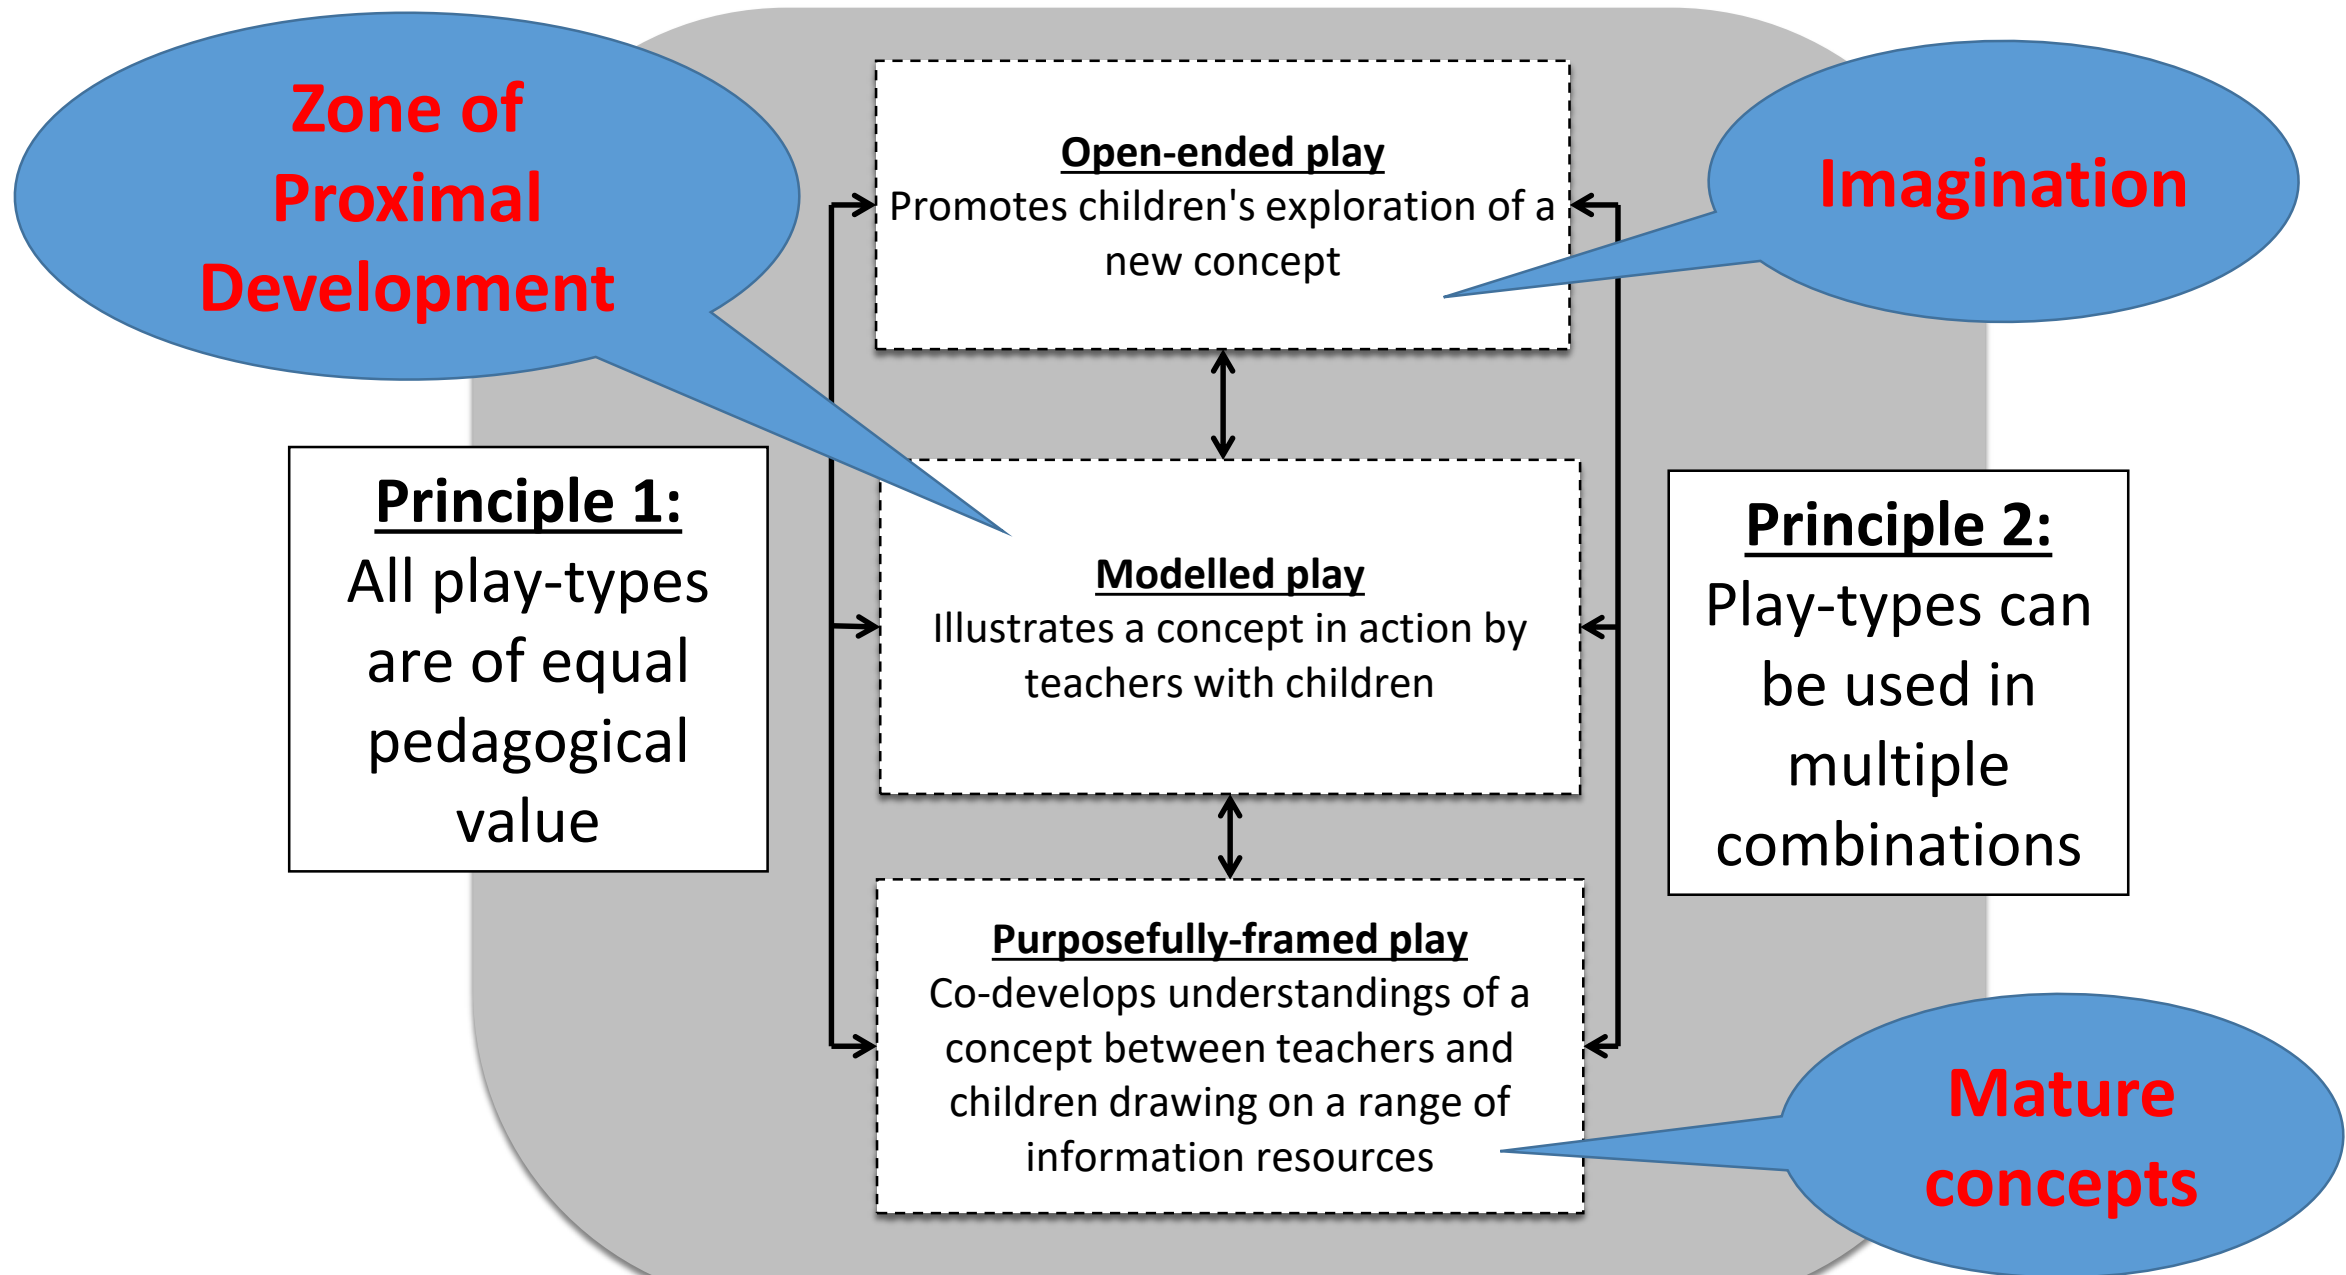 Zone of
Proximal
Development
Open-ended play
Promotes children's exploration of a
new concept
Imagination
Principle 1:
All play-types
are of equal
pedagogical
value
Modelled play
Illustrates a concept in action by
teachers with children
Principle 2:
Play-types can
be used in
multiple
combinations
Purposefully-framed play
Co-develops understandings of a
concept between teachers and
children drawing on a range of
information resources
Mature
concepts